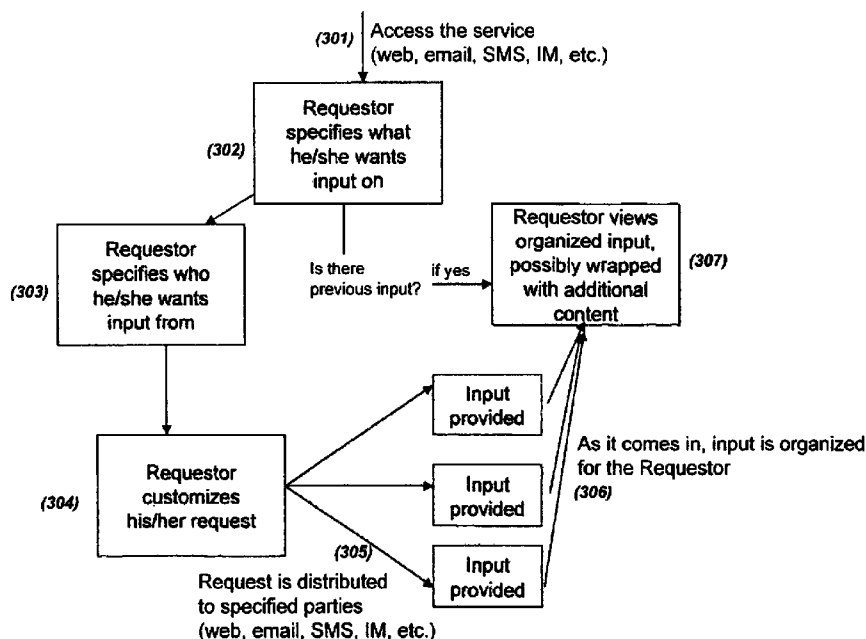 (301)
Access the service
(web, email, SMS, IM, etc.)
Requestor
specifies what
he/she wants
input on
(302)
Requestor
specifies who
he/she wants
input from
(303)
Is there
previous input?
if yes
Requestor views
organized input,
possibly wrapped
with additional
content
(307)
Requestor
customizes
his/her request
(304)
Input
provided
Input
provided
Input
provided
As it comes in, input is organized
for the Requestor
(306)
(305)
Request is distributed
to specified parties
(web, email, SMS, IM, etc.)